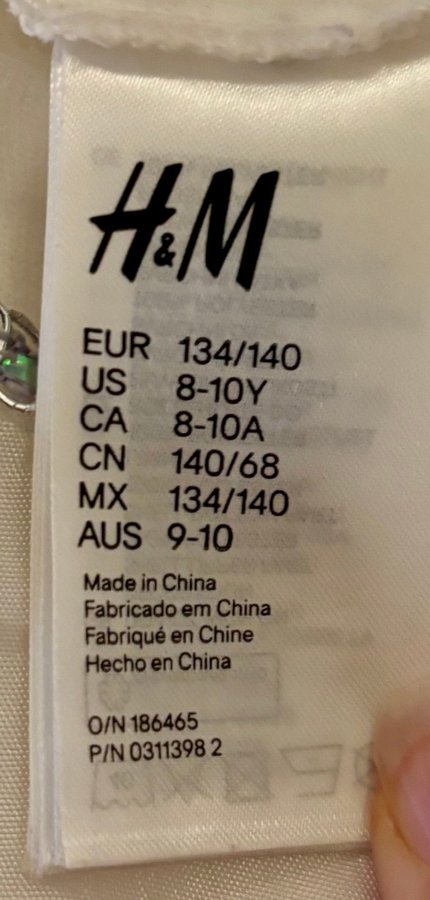 H&M
EUR 134/140
US 8-10Y
CA 8-10A
CN 140/68
MX 134/140
AUS 9-10
Made in China
Fabricado em China
Fabriqué en Chine
Hecho en China
O/N 186465
P/N 0311398 2